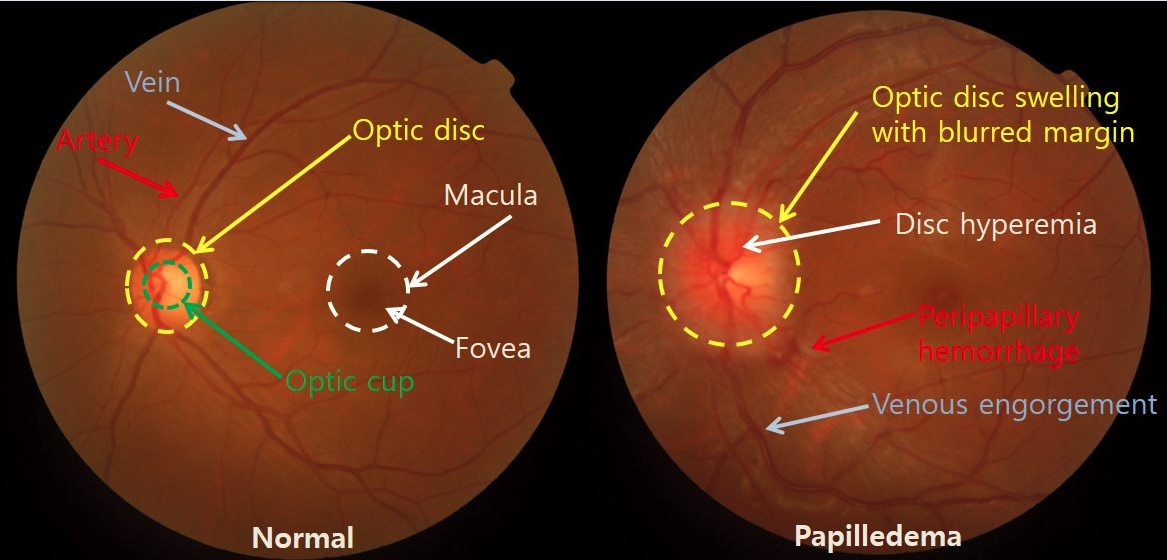 Vein
Artery
Optic disc
Macula
Fovea
Optic cup
Normal
Optic disc swelling
with blurred margin
Disc hyperemia
Peripapillary
hemorrhage
Venous engorgement
Papilledema